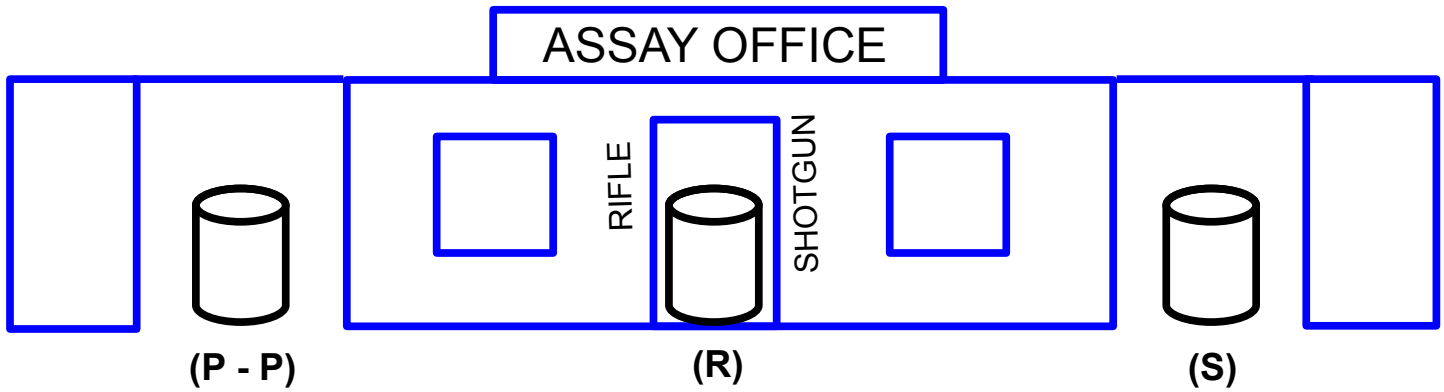 ASSAY OFFICE
RIFLE
SHOTGUN
(P - P)
(R)
(S)